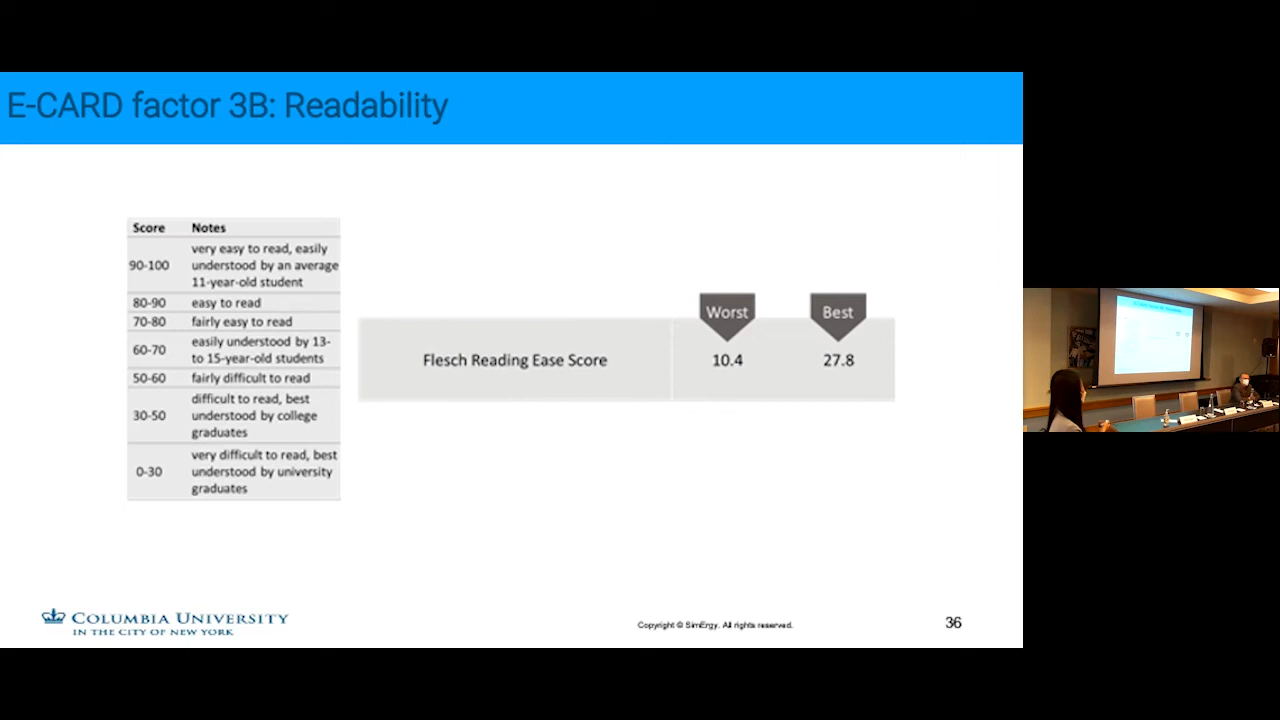 E-CARD factor 3B: Readability
Score Notes
90-100 very easy to read, easily
understood by an average
11-year-old student
80-90 easy to read
70-80 fairly easy to read
60-70 easily understood by 13-
to 15-year-old students
50-60 fairly difficult to read
30-50 difficult to read, best
understood by college
graduates
0-30 very difficult to read, best
understood by university
graduates
Worst Best
Flesch Reading Ease Score 10.4 27.8
COLUMBIA UNIVERSITY
IN THE CITY OF NEW YORK
Copyright © SimErgy. All rights reserved.
36